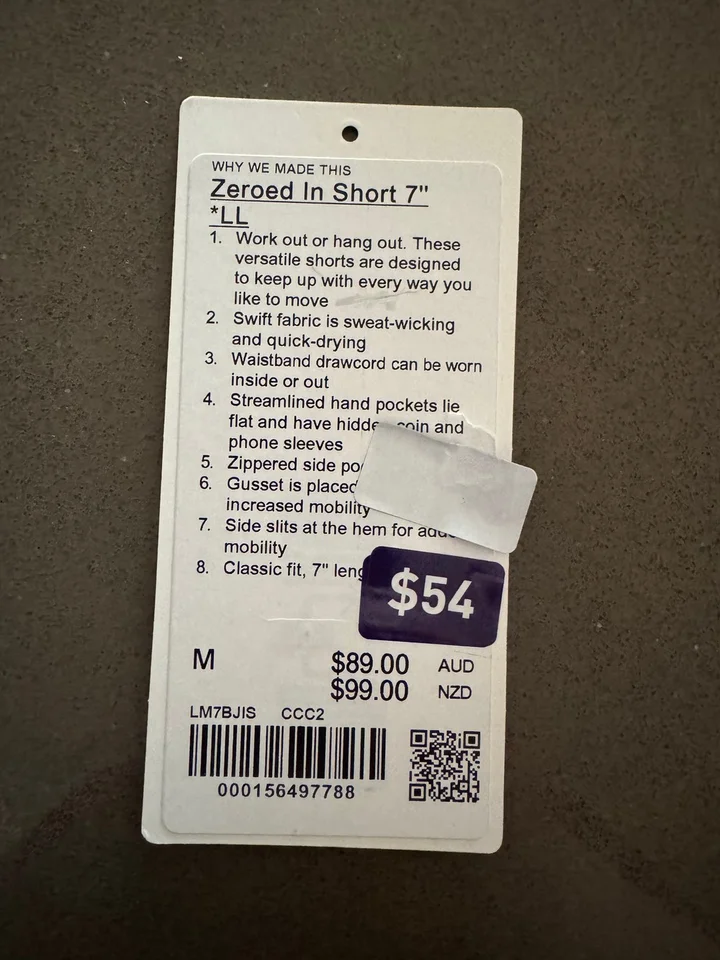 WHY WE MADE THIS
Zeroed In Short 7"
*LL
1. Work out or hang out. These
versatile shorts are designed
to keep up with every way you
like to move
2. Swift fabric is sweat-wicking
and quick-drying
3. Waistband drawcord can be worn
inside or out
4. Streamlined hand pockets lie
flat and have coin and
phone sleeves
5. Zippered side
6. Gusset is placed
increased mobility
7. Side slits at the hem for
mobility
8. Classic fit, 7"
$54
M $89.00 AUD
$99.00 NZD
LM7BJIS CCC2
000156497788